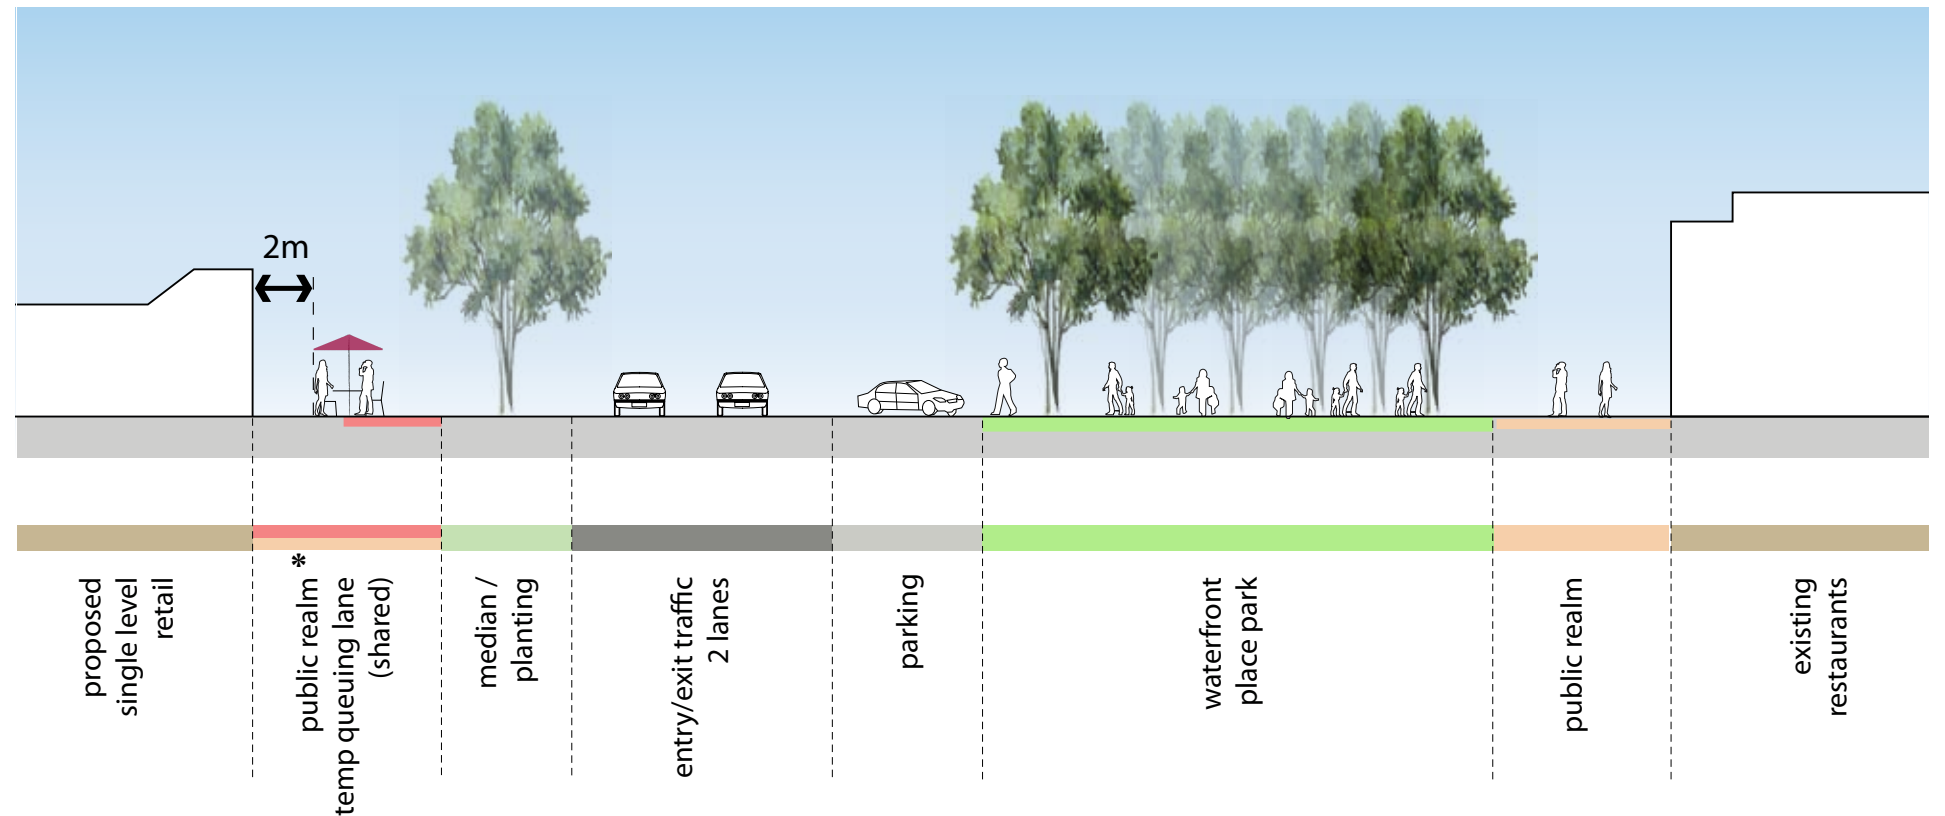 2m
proposed
single level
retail
*
public realm
temp queuing lane
(shared)
median /
planting
entry/exit traffic
2 lanes
parking
waterfront
place park
public realm
existing
restaurants